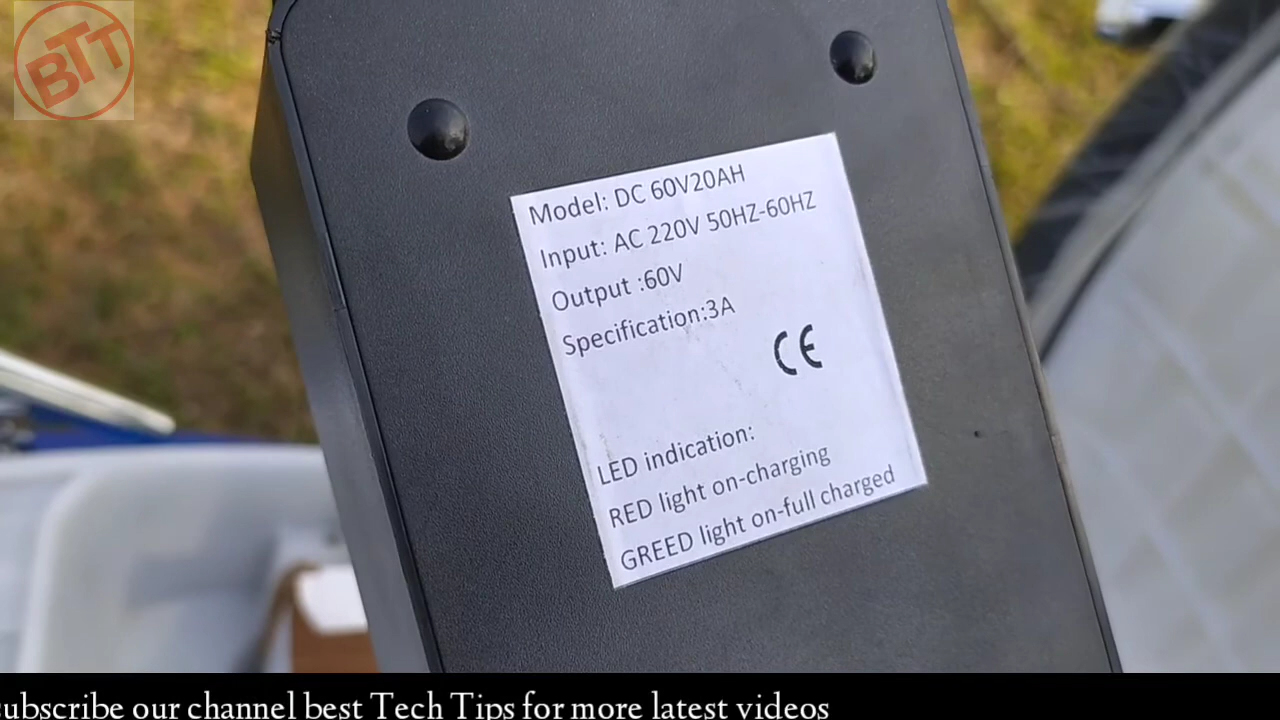 BTT
Model: DC 60V20AH
Input: AC 220V 50HZ-60HZ
Output :60V
Specification:3A
CE
LED indication:
RED light on-charging
GREED light on-full charged
subscribe our channel best Tech Tips for more latest videos